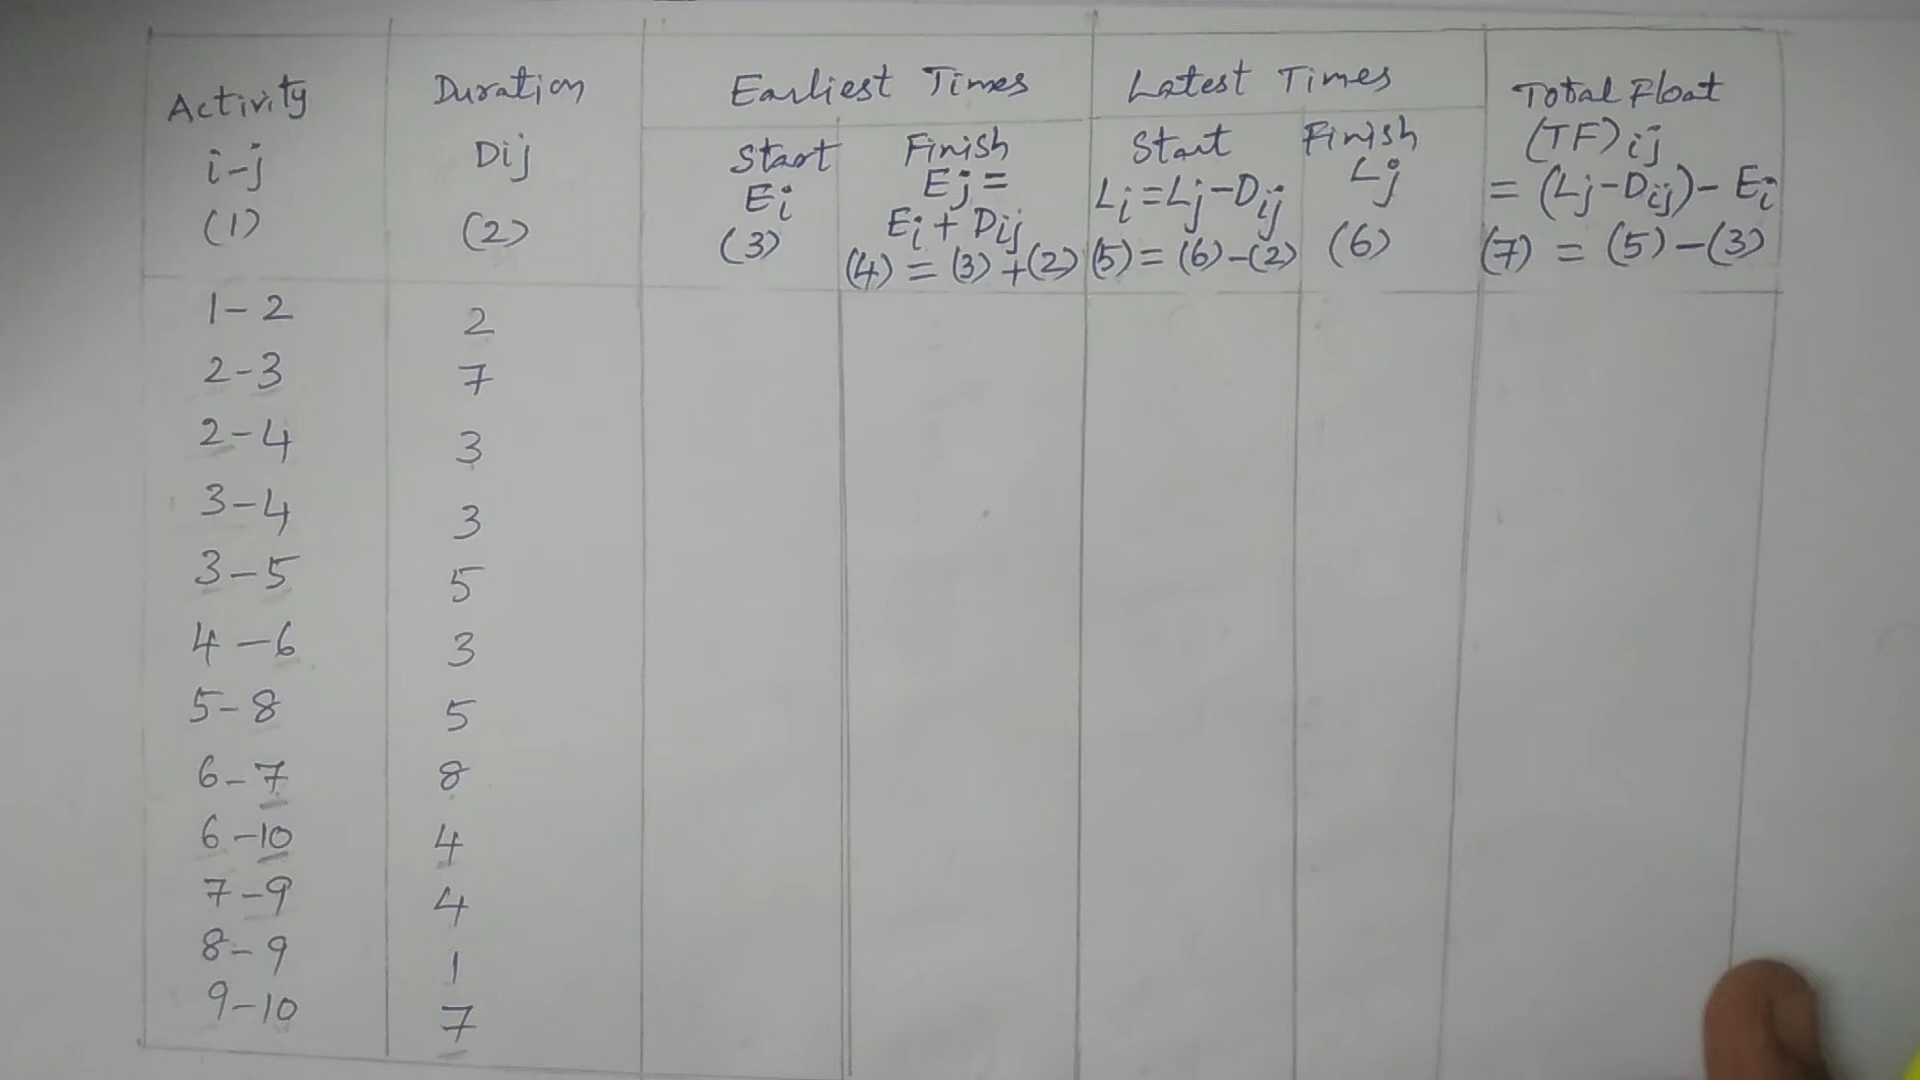 Activity
i-j
(1)
Duration
Dij
(2)
Earliest Times
Start
Ei
(3)
Finish
Ej =
Ei + Dij
(4) = (3) + (2)
Latest Times
Start
Li = Lj - Dij
(5) = (6) - (2)
Finish
Lj
(6)
Total Float
(TF) ij
= (Lj - Dij) - Ei
(7) = (5) - (3)
1-2 2
2-3 7
2-4 3
3-4 3
3-5 5
4-6 3
5-8 5
6-7 8
6-10 4
7-9 4
8-9 1
9-10 7